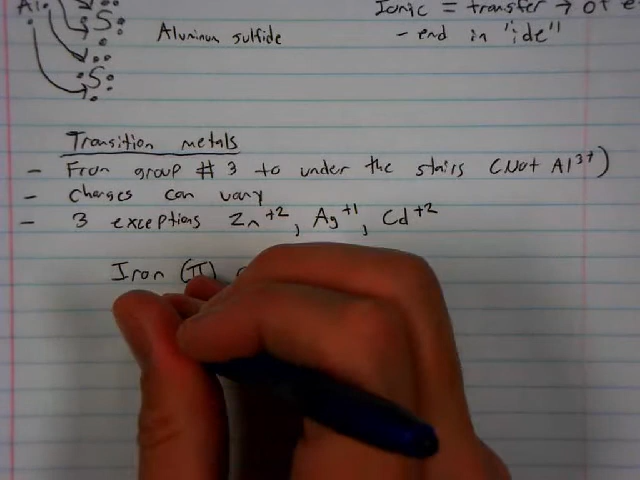 Al
Ionic = transfer → of e
S
Aluminum sulfide
- end in "ide"
S
Transition metals
- From group # 3 to under the stairs (Not Al³⁺)
- Charges can vary
- 3 exceptions Zn⁺², Ag⁺¹, Cd⁺²
Iron (II)